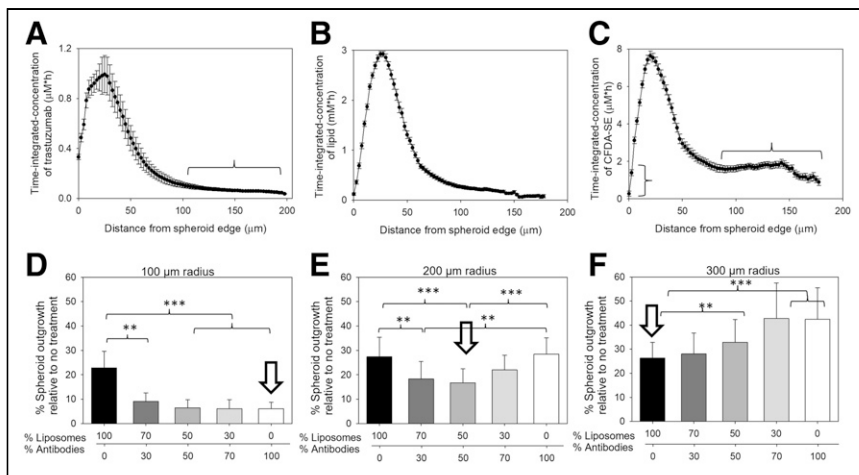 A
Time-integrated-concentration
of trastuzumab (μM*h)
1.2
0.8
0.4
0.0
0 50 100 150 200
Distance from spheroid edge (μm)
B
Time-integrated-concentration
of lipid (mM*h)
3
2
1
0
0 50 100 150 200
Distance from spheroid edge (μm)
C
Time-integrated-concentration
of CFDA-SE (μM*h)
8
6
4
2
0
0 50 100 150 200
Distance from spheroid edge (μm)
D
100 μm radius
% Spheroid outgrowth
relative to no treatment
60
50
40
30
20
10
0
***
**
% Liposomes 100 70 50 30 0
% Antibodies 0 30 50 70 100
E
200 μm radius
% Spheroid outgrowth
relative to no treatment
60
50
40
30
20
10
0
*** ***
** **
% Liposomes 100 70 50 30 0
% Antibodies 0 30 50 70 100
F
300 μm radius
% Spheroid outgrowth
relative to no treatment
60
50
40
30
20
10
0
***
**
% Liposomes 100 70 50 30 0
% Antibodies 0 30 50 70 100